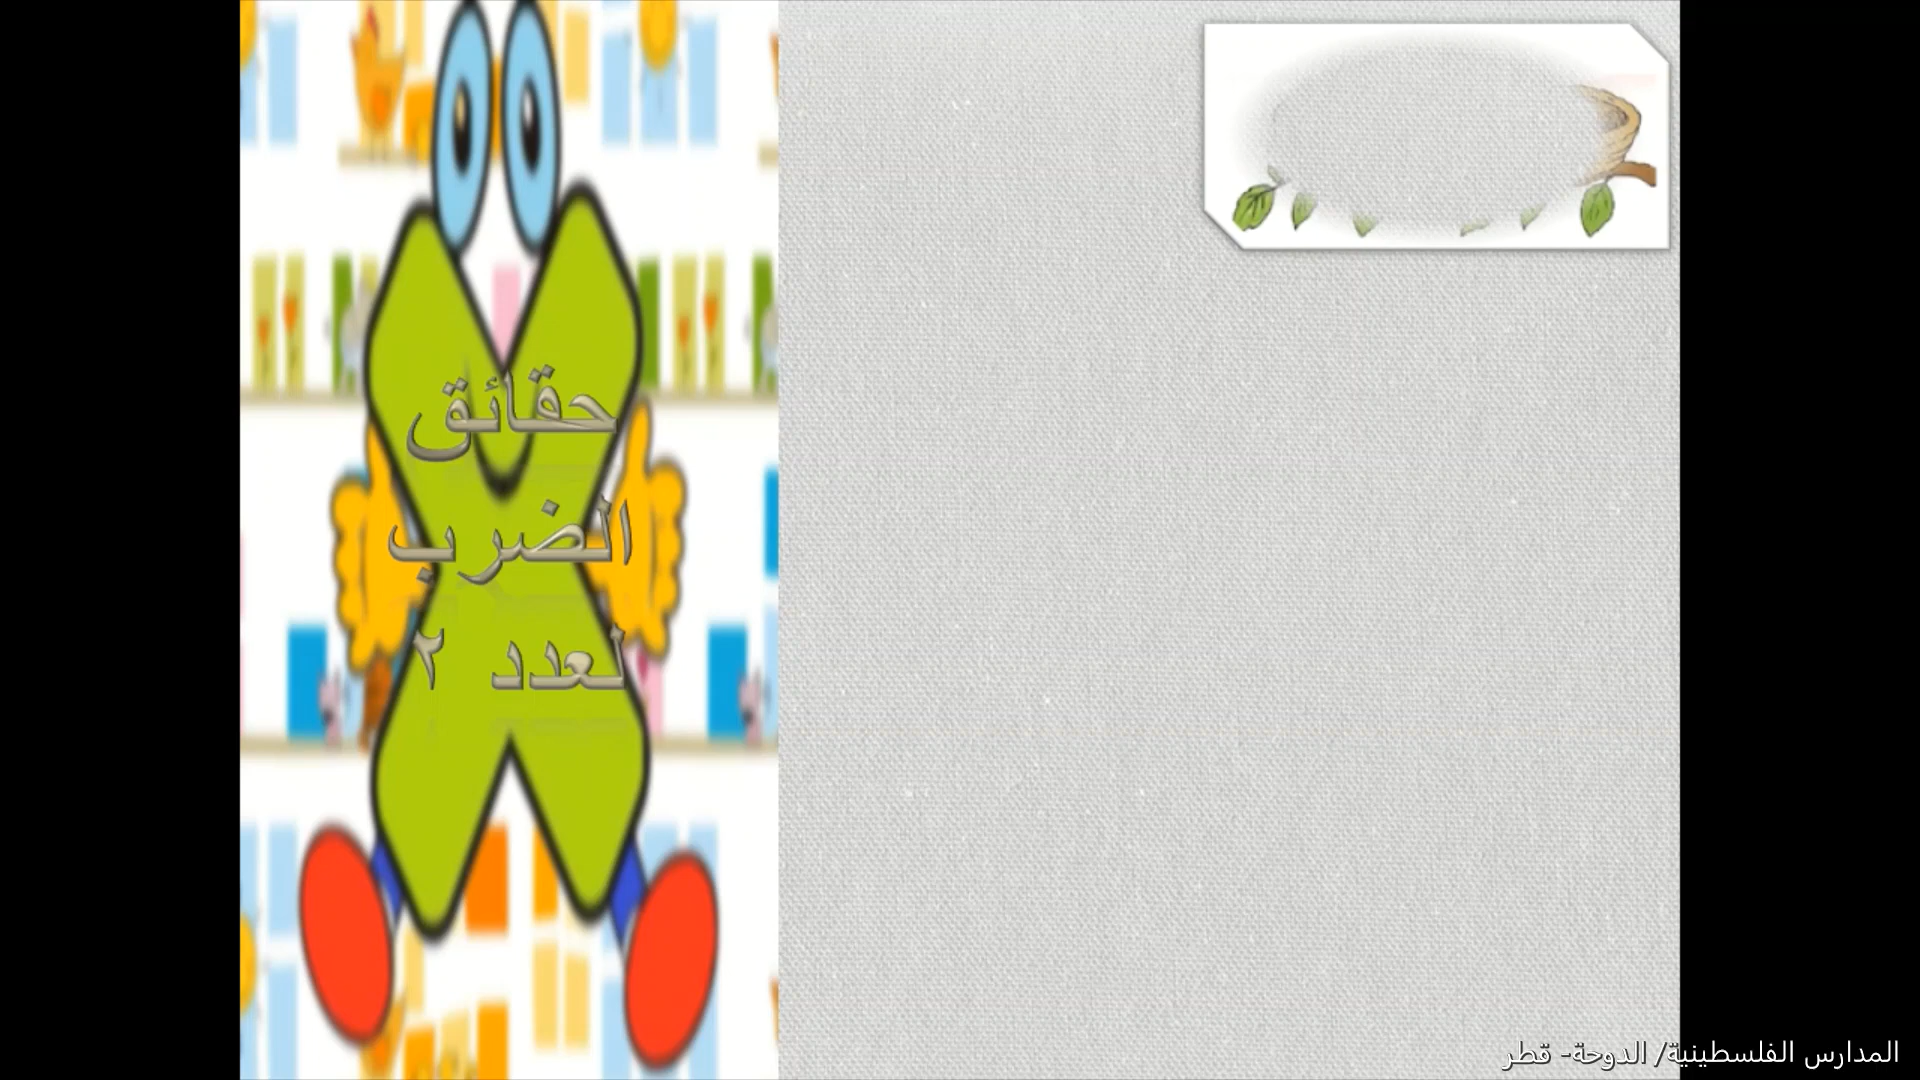 حقائق
الضرب
لعدد ٢
المدارس الفلسطينية/ الدوحة- قطر